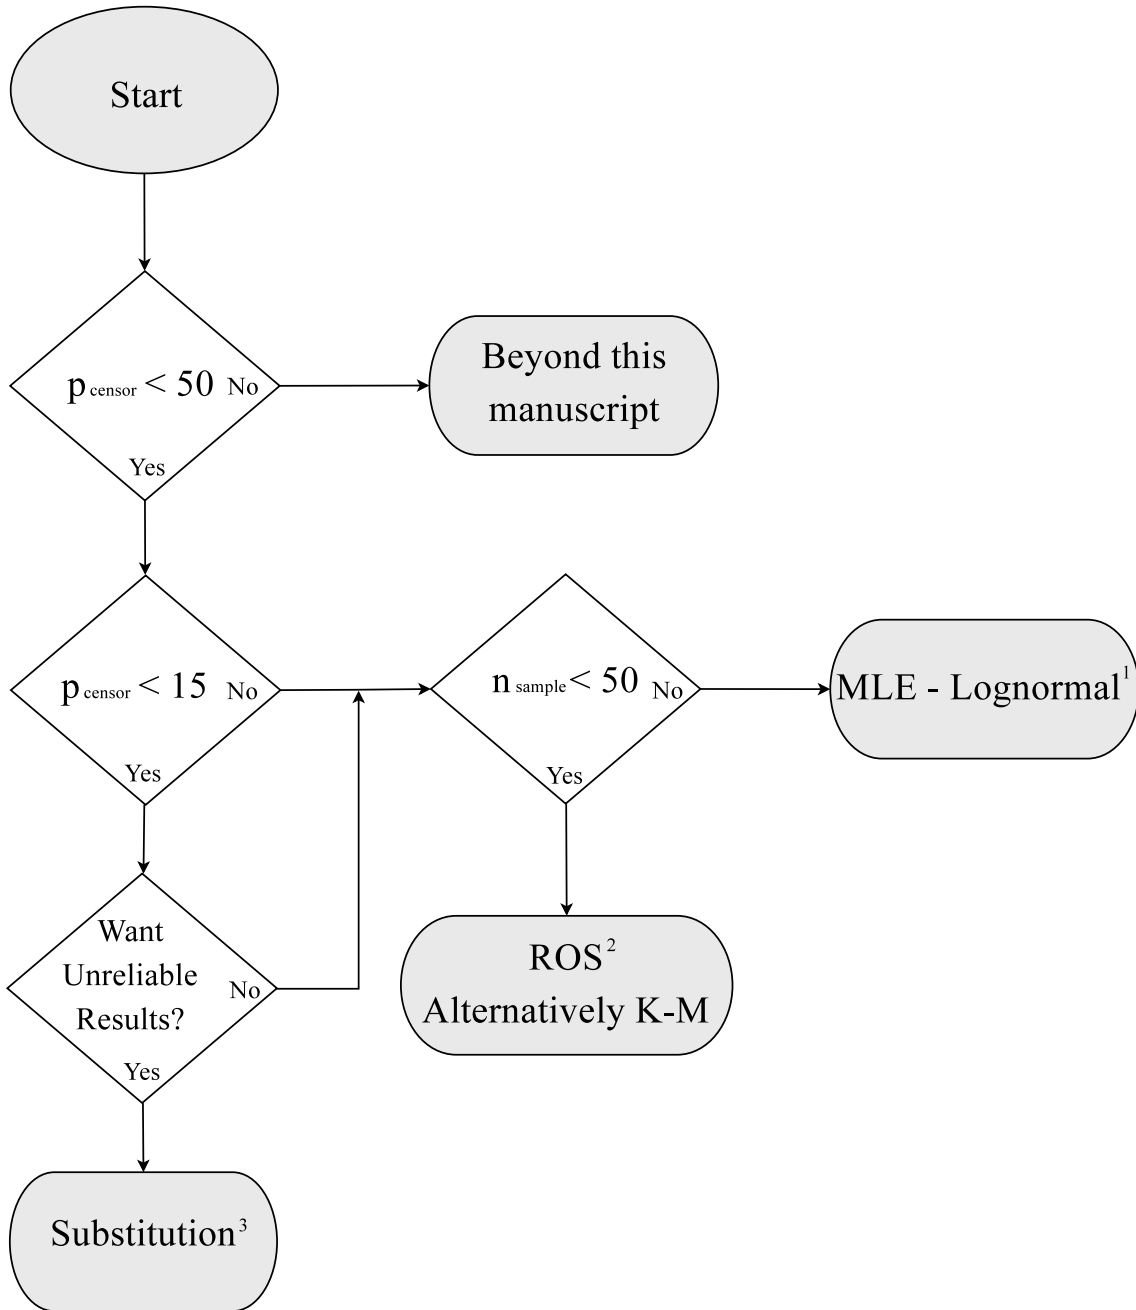 Start
p censor < 50 No
Yes
Beyond this
manuscript
p censor < 15 No
Yes
n sample < 50 No
Yes
MLE - Lognormal¹
Want
Unreliable
Results?
No
Yes
ROS²
Alternatively K-M
Substitution³